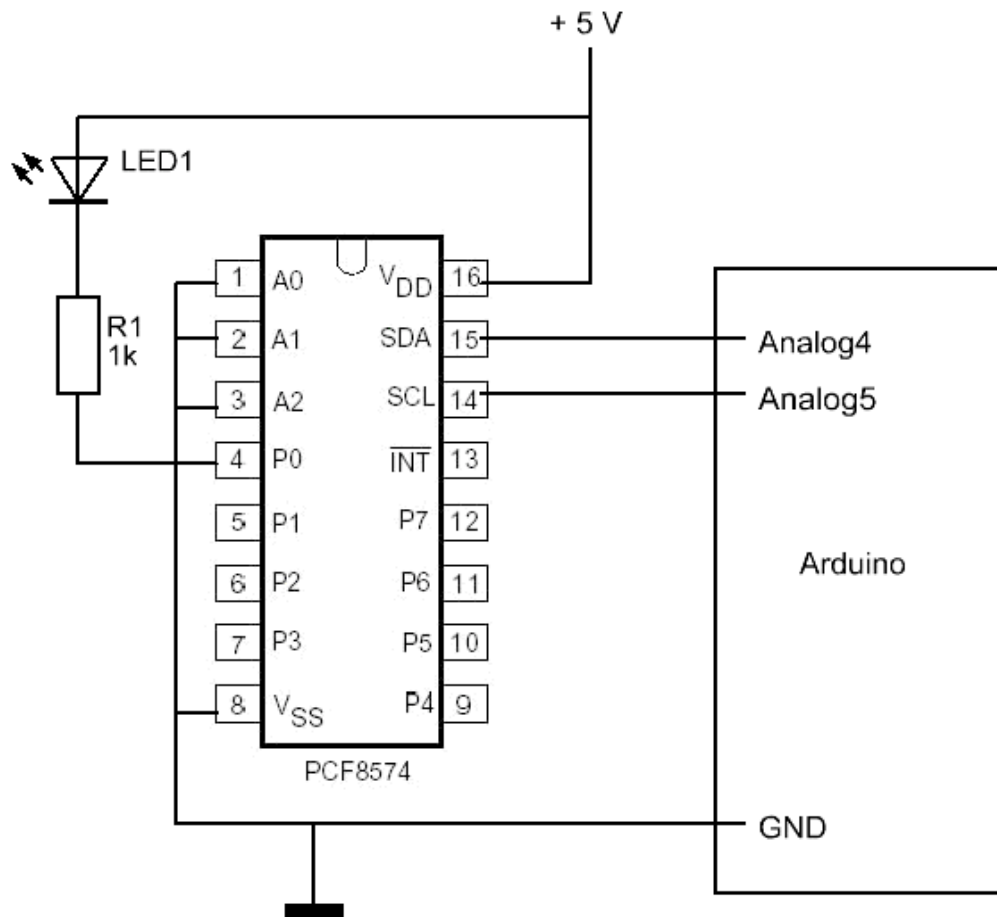 + 5 V
LED1
R1
1k
1 A0
2 A1
3 A2
4 P0
5 P1
6 P2
7 P3
8 VSS
VDD 16
SDA 15
SCL 14
INT 13
P7 12
P6 11
P5 10
P4 9
PCF8574
Analog4
Analog5
Arduino
GND